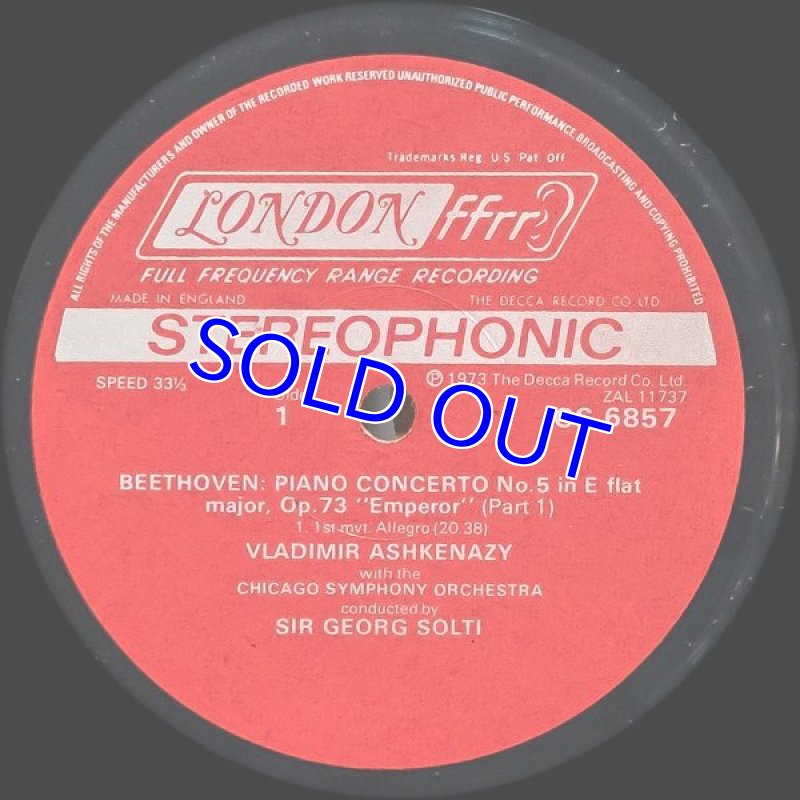 ALL RIGHTS OF THE MANUFACTURERS AND OWNER OF THE RECORDED WORK RESERVED UNAUTHORIZED PUBLIC PERFORMANCE, BROADCASTING AND COPYING PROHIBITED
Trademarks Reg U S Pat Off
LONDON ffrr
FULL FREQUENCY RANGE RECORDING
MADE IN ENGLAND THE DECCA RECORD CO LTD
STEREOPHONIC
SOLD OUT
SPEED 33⅓ Ⓟ 1973 The Decca Record Co. Ltd.
ZAL 11737
1 6857
BEETHOVEN: PIANO CONCERTO No.5 in E flat
major, Op.73 "Emperor" (Part 1)
1. 1st mvt. Allegro (20.38)
VLADIMIR ASHKENAZY
with the
CHICAGO SYMPHONY ORCHESTRA
conducted by
SIR GEORG SOLTI